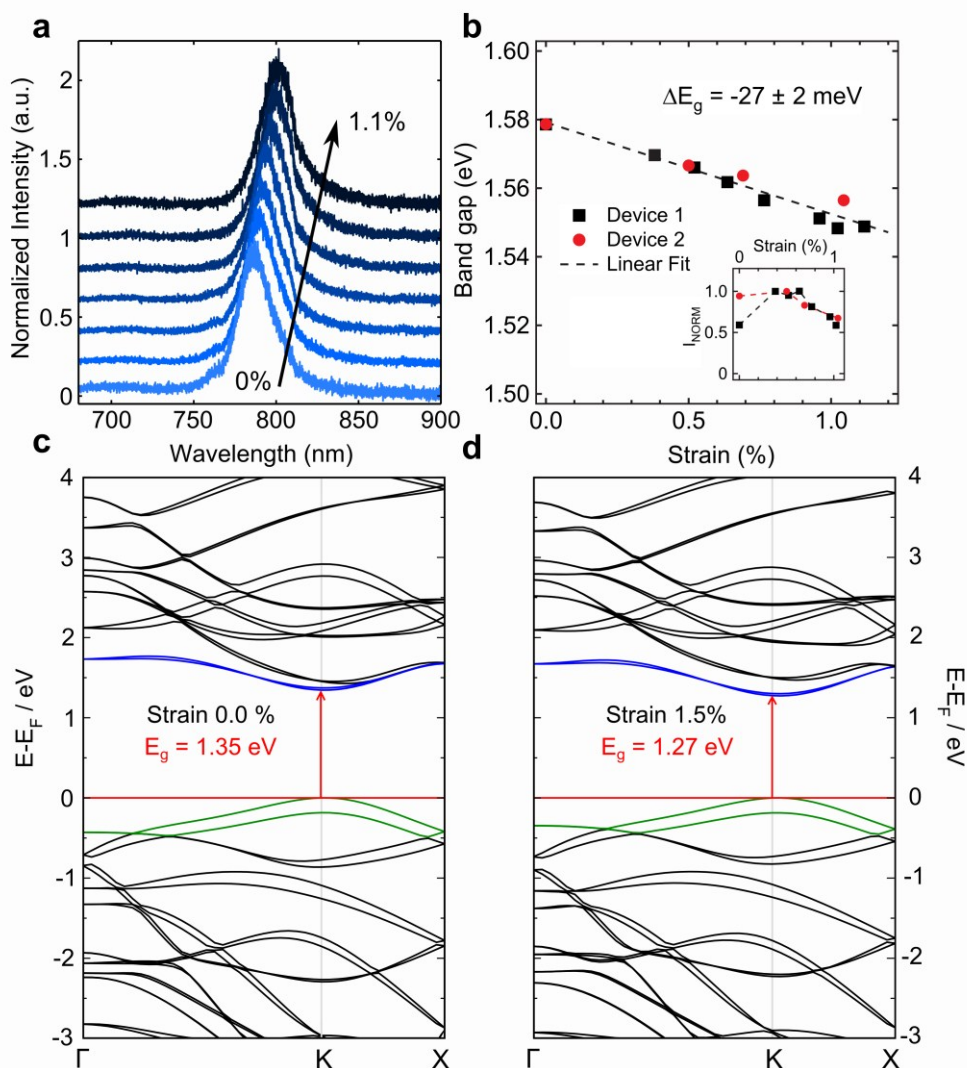 a
Normalized Intensity (a.u.)
2
1.5
1
0.5
0
1.1%
0%
700
750
800
850
900
Wavelength (nm)
b
Band gap (eV)
1.60
1.58
1.56
1.54
1.52
1.50
ΔEg = -27 ± 2 meV
Device 1
Device 2
Linear Fit
Strain (%)
0 1
INORM
1.0
0.5
0
0.0
0.5
1.0
Strain (%)
c
E-EF / eV
4
3
2
1
0
-1
-2
-3
Strain 0.0 %
Eg = 1.35 eV
Γ K X
d
Strain 1.5%
Eg = 1.27 eV
4
3
2
1
0
-1
-2
-3
E-EF / eV
Γ K X